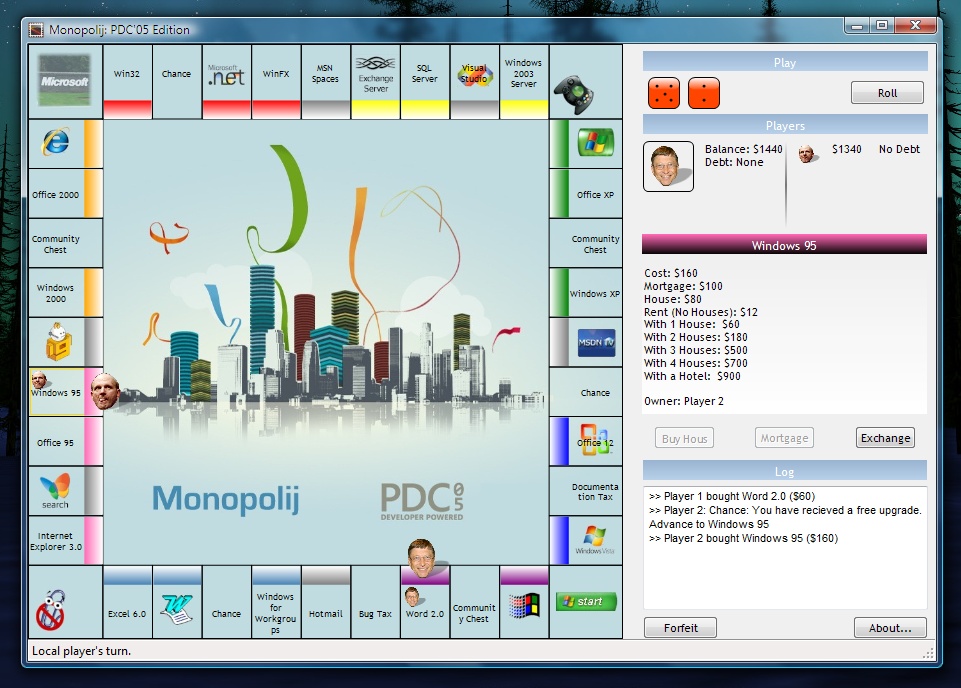 Monopolij: PDC'05 Edition
Microsoft
Win32
Chance
Microsoft
.net
WinFX
MSN
Spaces
Exchange
Server
SQL
Server
Visual
Studio
Windows
2003
Server
Office 2000
Community
Chest
Windows
2000
Windows 95
Office 95
search
Internet
Explorer 3.0
Office XP
Community
Chest
Windows XP
MSDN TV
Chance
Office 12
Documenta
tion Tax
Windows Vista
Monopolij
PDC05
DEVELOPER POWERED
Excel 6.0
Chance
Windows
for
Workgrou
ps
Hotmail
Bug Tax
Word 2.0
Communit
y Chest
start
Play
Roll
Players
Balance: $1440
Debt: None
$1340 No Debt
Windows 95
Cost: $160
Mortgage: $100
House: $80
Rent (No Houses): $12
With 1 House: $60
With 2 Houses: $180
With 3 Houses: $500
With 4 Houses: $700
With a Hotel: $900
Owner: Player 2
Buy Hous
Mortgage
Exchange
Log
>> Player 1 bought Word 2.0 ($60)
>> Player 2: Chance: You have recieved a free upgrade.
Advance to Windows 95
>> Player 2 bought Windows 95 ($160)
Forfeit
About...
Local player's turn.